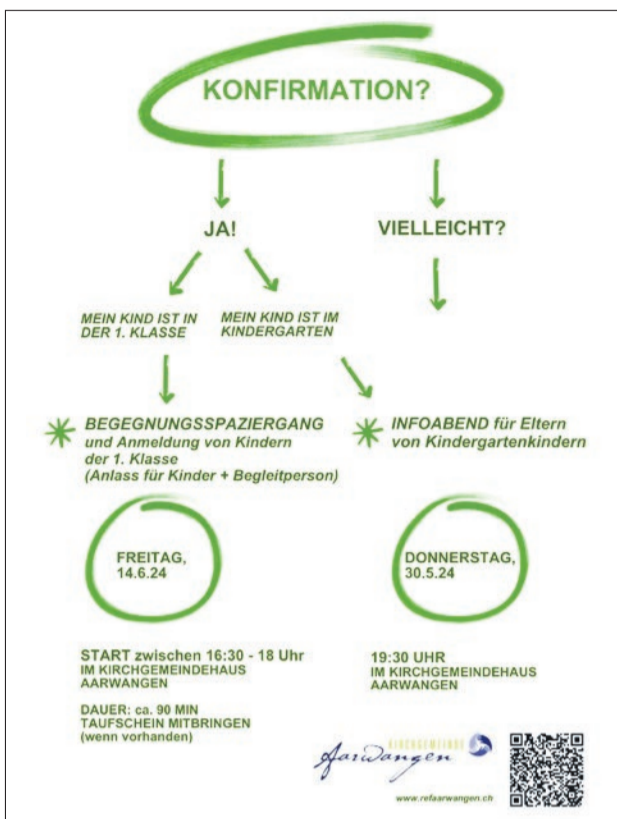 KONFIRMATION?
JA!
VIELLEICHT?
MEIN KIND IST IN
DER 1. KLASSE
MEIN KIND IST IM
KINDERGARTEN
BEGEGNUNGSSPAZIERGANG
und Anmeldung von Kindern
der 1. Klasse
(Anlass für Kinder + Begleitperson)
INFOABEND für Eltern
von Kindergartenkindern
FREITAG,
14.6.24
DONNERSTAG,
30.5.24
START zwischen 16:30 - 18 Uhr
IM KIRCHGEMEINDEHAUS
AARWANGEN
DAUER: ca. 90 MIN
TAUFSCHEIN MITBRINGEN
(wenn vorhanden)
19:30 UHR
IM KIRCHGEMEINDEHAUS
AARWANGEN
KIRCHGEMEINDE
Aarwangen
www.refaarwangen.ch